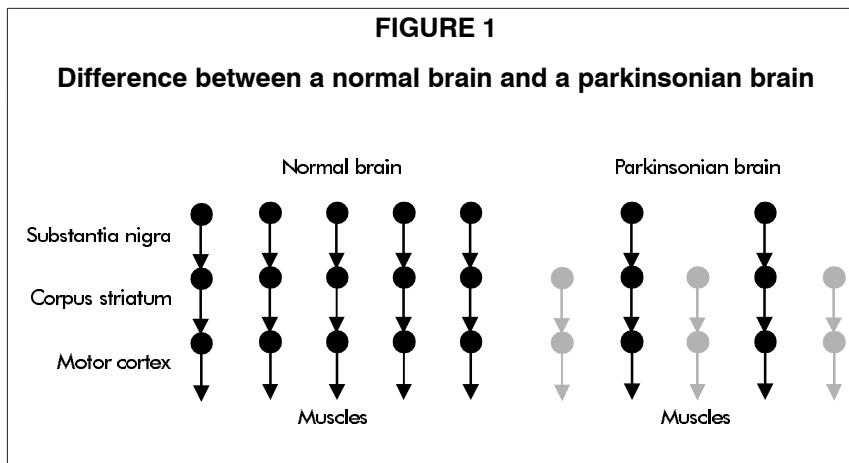 FIGURE 1
Difference between a normal brain and a parkinsonian brain
Normal brain
Parkinsonian brain
Substantia nigra
Corpus striatum
Motor cortex
Muscles
Muscles